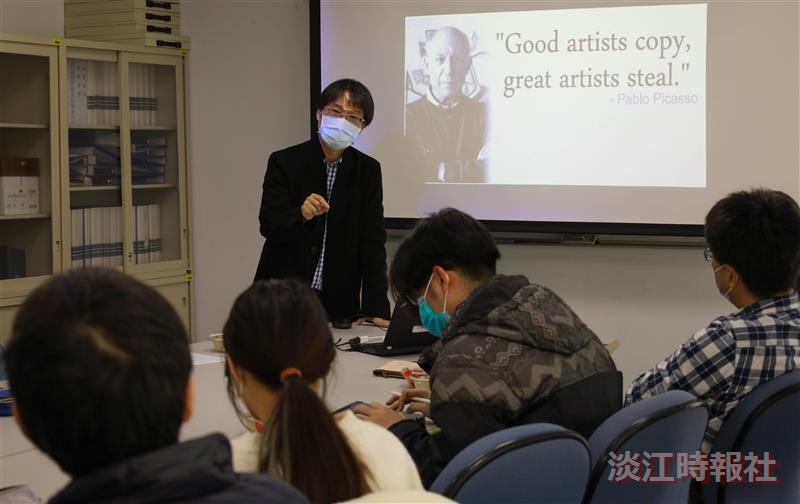 "Good artists copy,
great artists steal."
- Pablo Picasso
淡江時報社